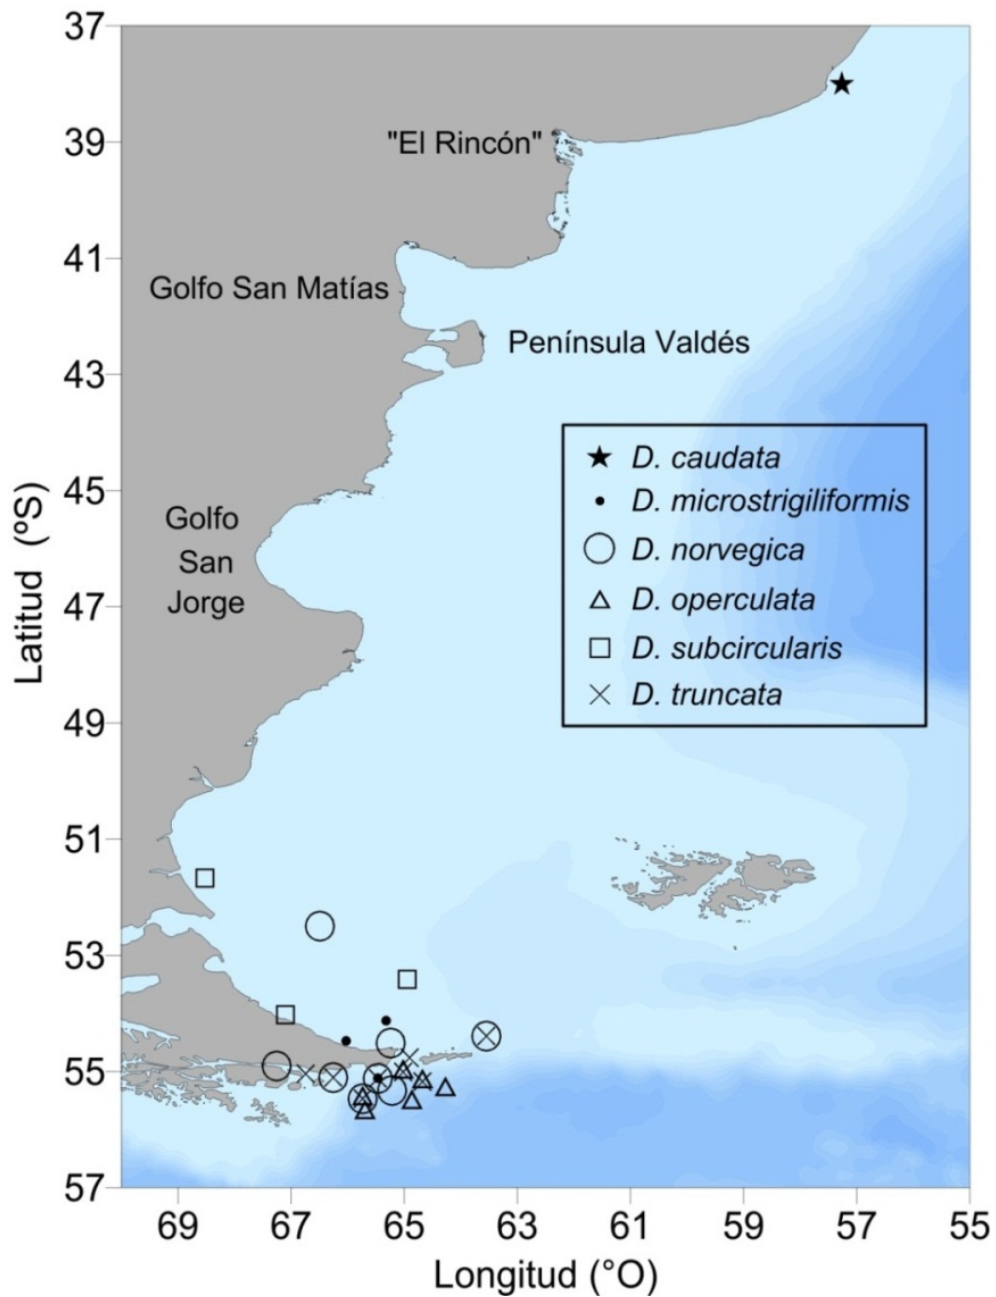 37
39
41
43
45
47
49
51
53
55
57
Latitud (ºS)
"El Rincón"
Golfo San Matías
Península Valdés
Golfo
San
Jorge
D. caudata
D. microstrigiliformis
D. norvegica
D. operculata
D. subcircularis
D. truncata
69 67 65 63 61 59 57 55
Longitud (°O)